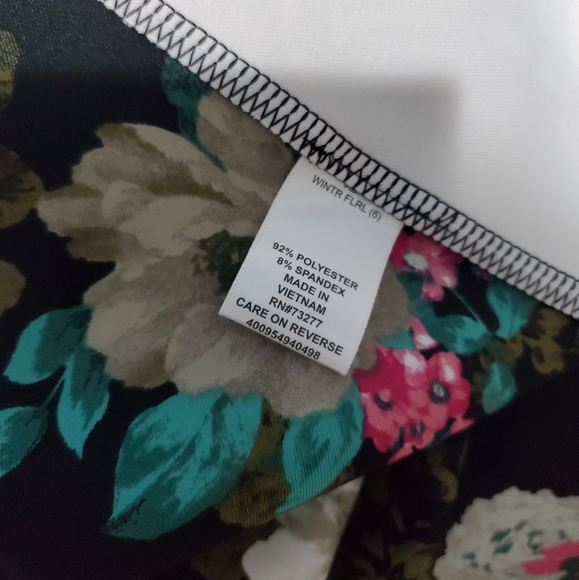 WINTR FLRL (6)
92% POLYESTER
8% SPANDEX
MADE IN
VIETNAM
RN#73277
CARE ON REVERSE
400954940498